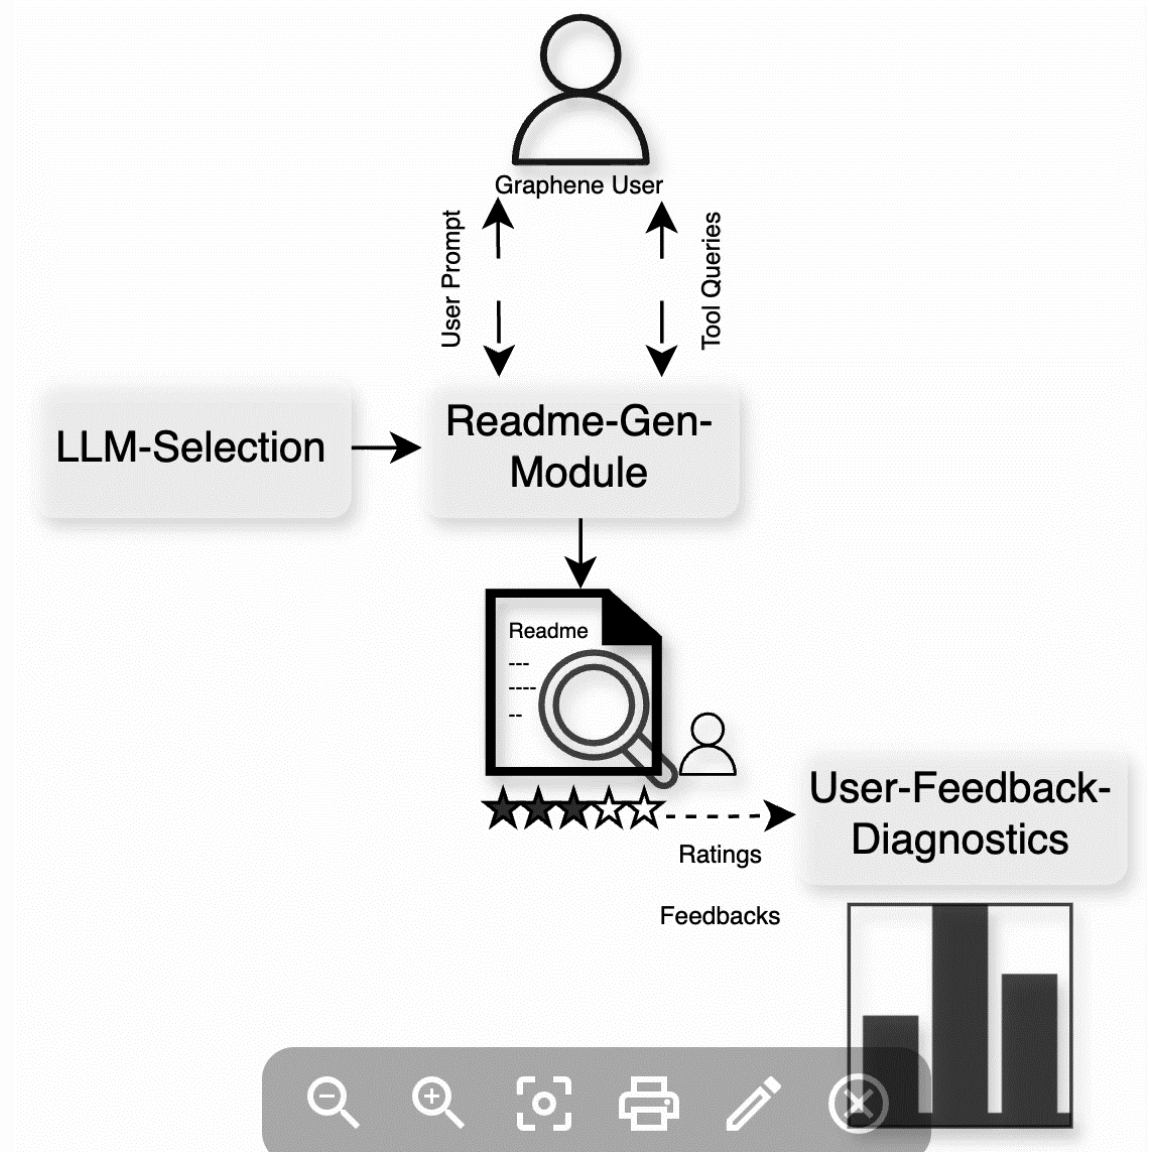 Graphene User
User Prompt
Tool Queries
LLM-Selection
Readme-Gen-
Module
Readme
---
----
--
User-Feedback-
Diagnostics
Ratings
Feedbacks